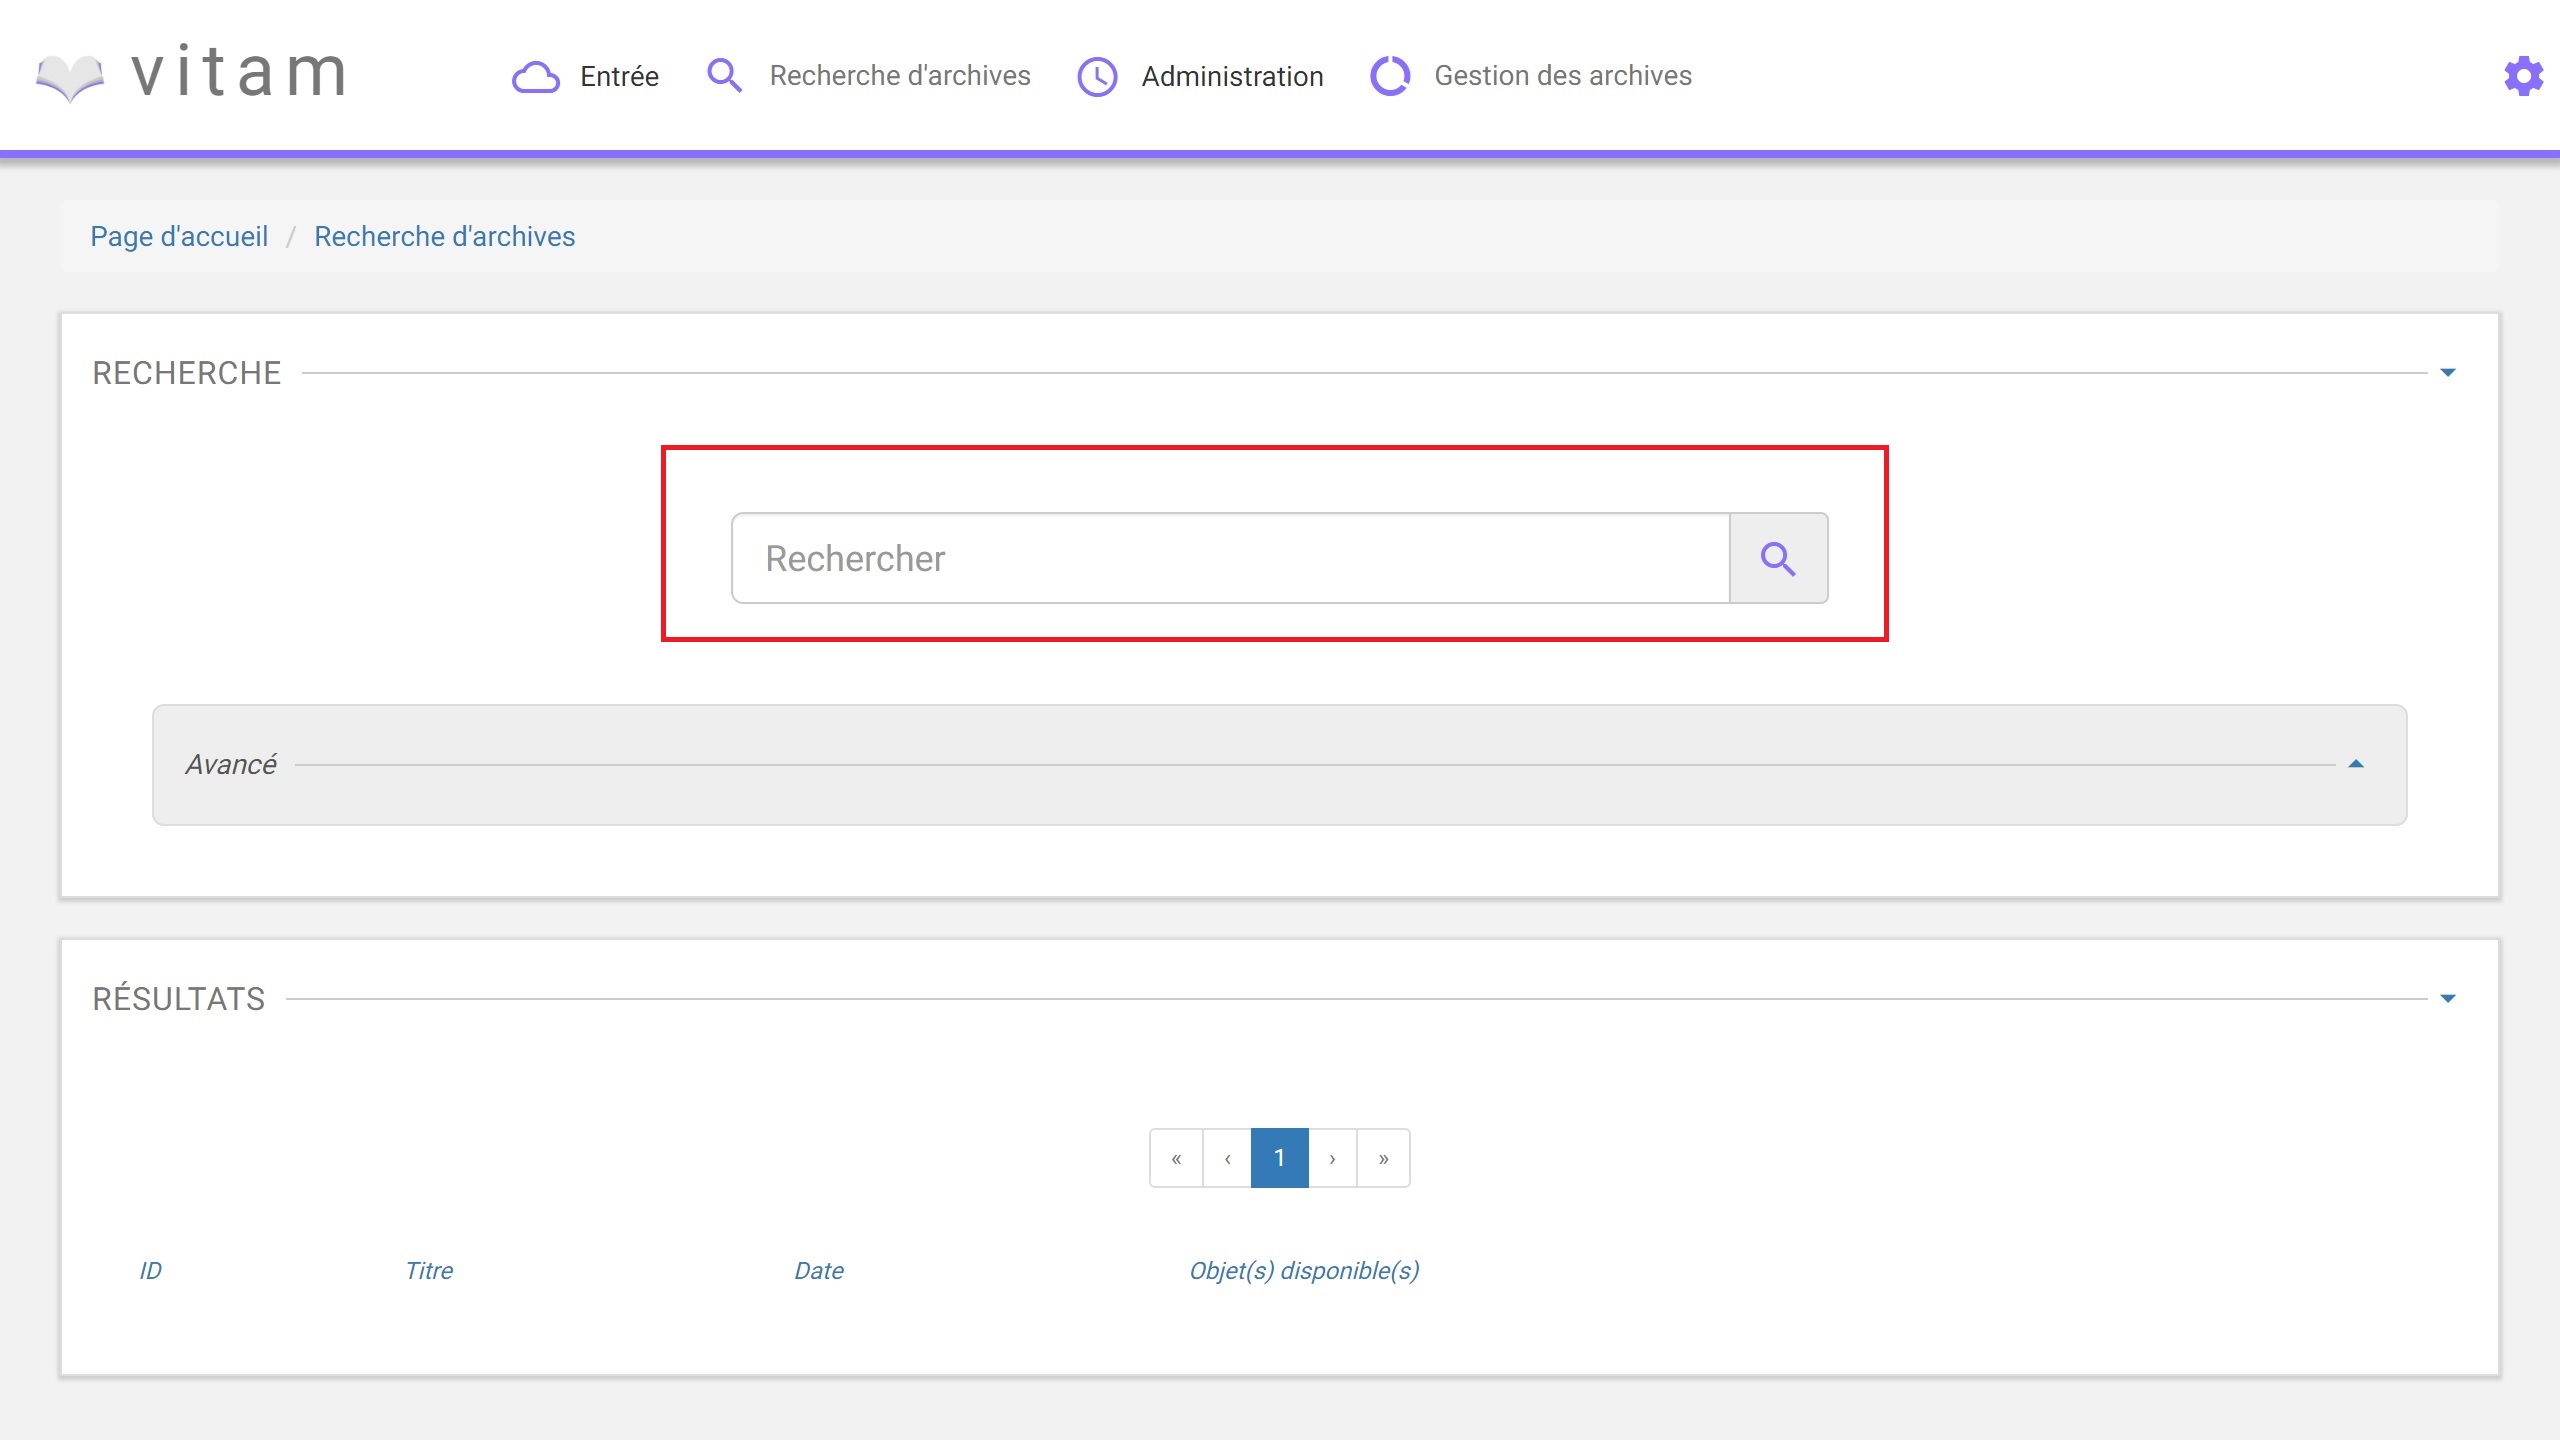 vitam
Entrée Recherche d'archives Administration Gestion des archives
Page d'accueil / Recherche d'archives
RECHERCHE
Rechercher
Avancé
RÉSULTATS
« ‹ 1 › »
ID Titre Date Objet(s) disponible(s)